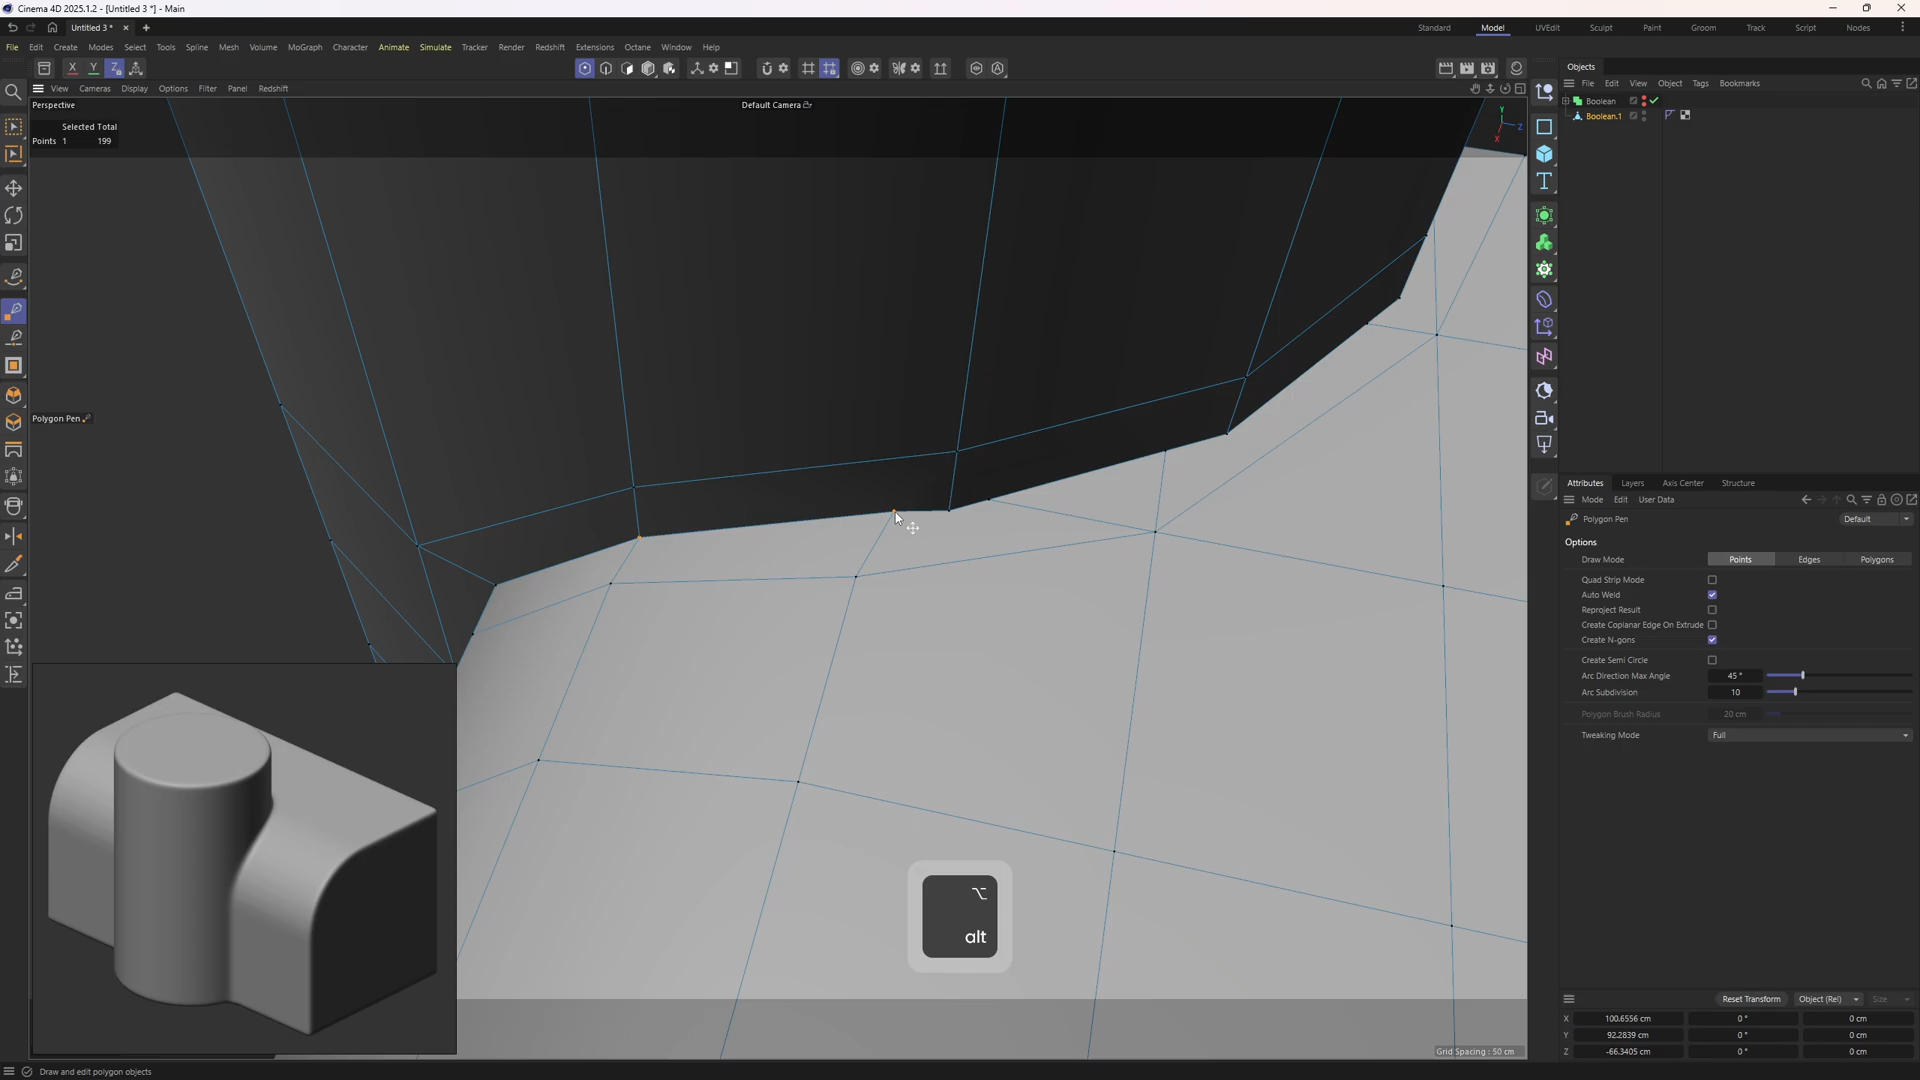 Cinema 4D 2025.1.2 - [Untitled 3 *] - Main
Untitled 3 *
Standard Model UVEdit Sculpt Paint Groom Track Script Nodes
File Edit Create Modes Select Tools Spline Mesh Volume MoGraph Character Animate Simulate Tracker Render Redshift Extensions Octane Window Help
X Y Z
View Cameras Display Options Filter Panel Redshift
Perspective
Default Camera
Selected Total
Points 1 199
Y
Z
X
Polygon Pen
alt
Grid Spacing : 50 cm
Objects
File Edit View Object Tags Bookmarks
Boolean
Boolean.1
Attributes Layers Axis Center Structure
Mode Edit User Data
Polygon Pen
Default
Options
Draw Mode Points Edges Polygons
Quad Strip Mode
Auto Weld
Reproject Result
Create Coplanar Edge On Extrude
Create N-gons
Create Semi Circle
Arc Direction Max Angle 45 °
Arc Subdivision 10
Polygon Brush Radius 20 cm
Tweaking Mode Full
Reset Transform Object (Rel) Size
X 100.6556 cm 0 ° 0 cm
Y 92.2839 cm 0 ° 0 cm
Z -66.3405 cm 0 ° 0 cm
Draw and edit polygon objects